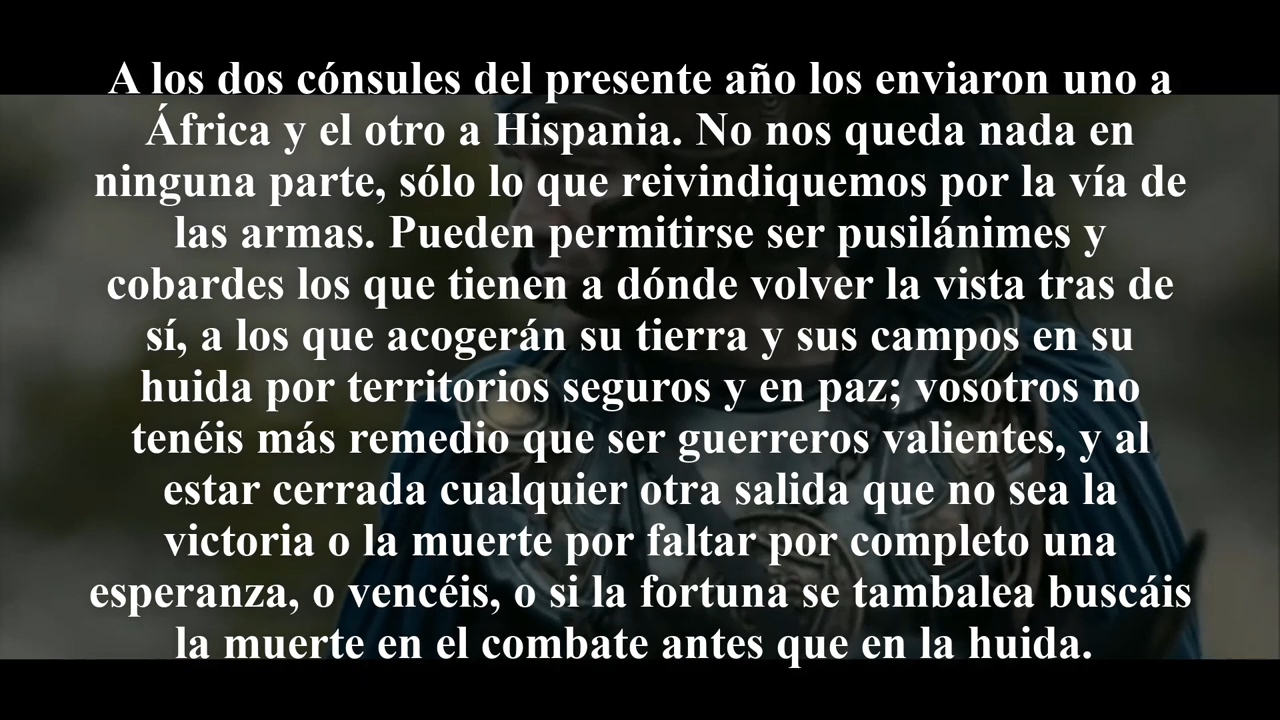 A los dos cónsules del presente año los enviaron uno a
África y el otro a Hispania. No nos queda nada en
ninguna parte, sólo lo que reivindiquemos por la vía de
las armas. Pueden permitirse ser pusilánimes y
cobardes los que tienen a dónde volver la vista tras de
sí, a los que acogerán su tierra y sus campos en su
huida por territorios seguros y en paz; vosotros no
tenéis más remedio que ser guerreros valientes, y al
estar cerrada cualquier otra salida que no sea la
victoria o la muerte por faltar por completo una
esperanza, o vencéis, o si la fortuna se tambalea buscáis
la muerte en el combate antes que en la huida.